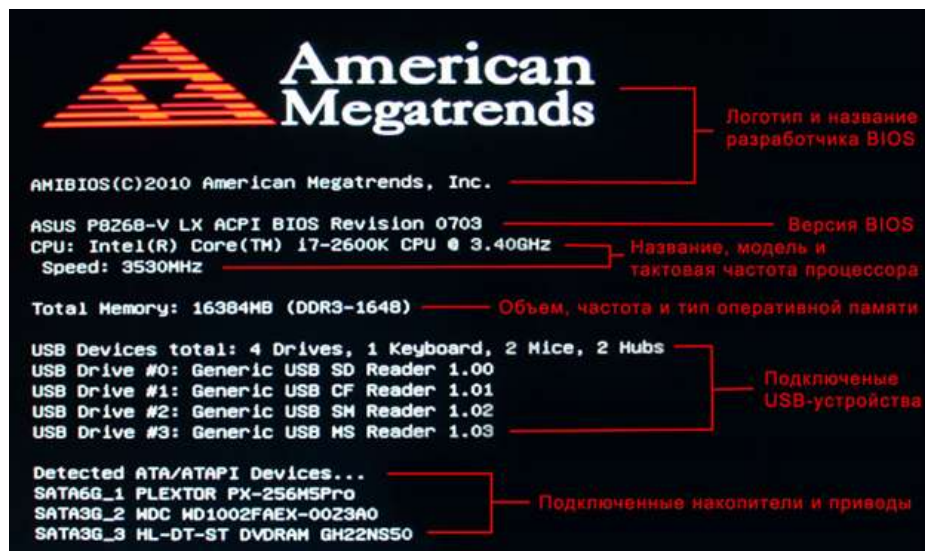 American
Megatrends
Логотип и название
разработчика BIOS
AMIBIOS(C)2010 American Megatrends, Inc.
ASUS P8Z68-V LX ACPI BIOS Revision 0703
Версия BIOS
CPU: Intel(R) Core(TM) i7-2600K CPU @ 3.40GHz
Speed: 3530MHz
Название, модель и
тактовая частота процессора
Total Memory: 16384MB (DDR3-1648)
Объем, частота и тип оперативной памяти
USB Devices total: 4 Drives, 1 Keyboard, 2 Mice, 2 Hubs
USB Drive #0: Generic USB SD Reader 1.00
USB Drive #1: Generic USB CF Reader 1.01
USB Drive #2: Generic USB SM Reader 1.02
USB Drive #3: Generic USB MS Reader 1.03
Подключеные
USB-устройства
Detected ATA/ATAPI Devices...
SATA6G_1 PLEXTOR PX-256M5Pro
SATA3G_2 WDC WD1002FAEX-00Z3A0
SATA3G_3 HL-DT-ST DVDRAM GH22NS50
Подключенные накопители и приводы